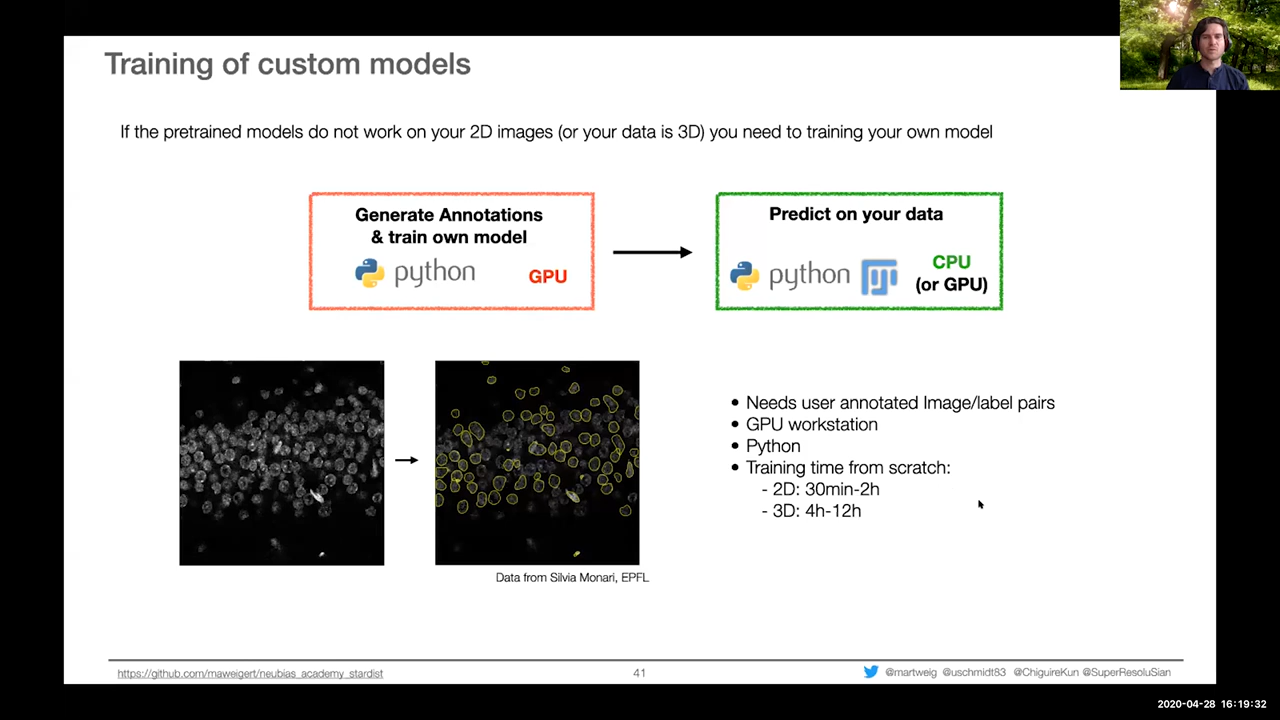 Training of custom models
If the pretrained models do not work on your 2D images (or your data is 3D) you need to training your own model
Generate Annotations
& train own model
python
GPU
Predict on your data
python
FIJI
CPU
(or GPU)
• Needs user annotated Image/label pairs
• GPU workstation
• Python
• Training time from scratch:
- 2D: 30min-2h
- 3D: 4h-12h
Data from Silvia Monari, EPFL
https://github.com/maweigert/neubias_academy_stardist
41
@martweig @uschmidt83 @ChiguireKun @SuperResoluSian
2020-04-28 16:19:32